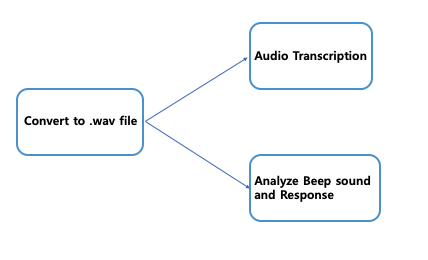 Audio Transcription
Convert to .wav file
Analyze Beep sound
and Response